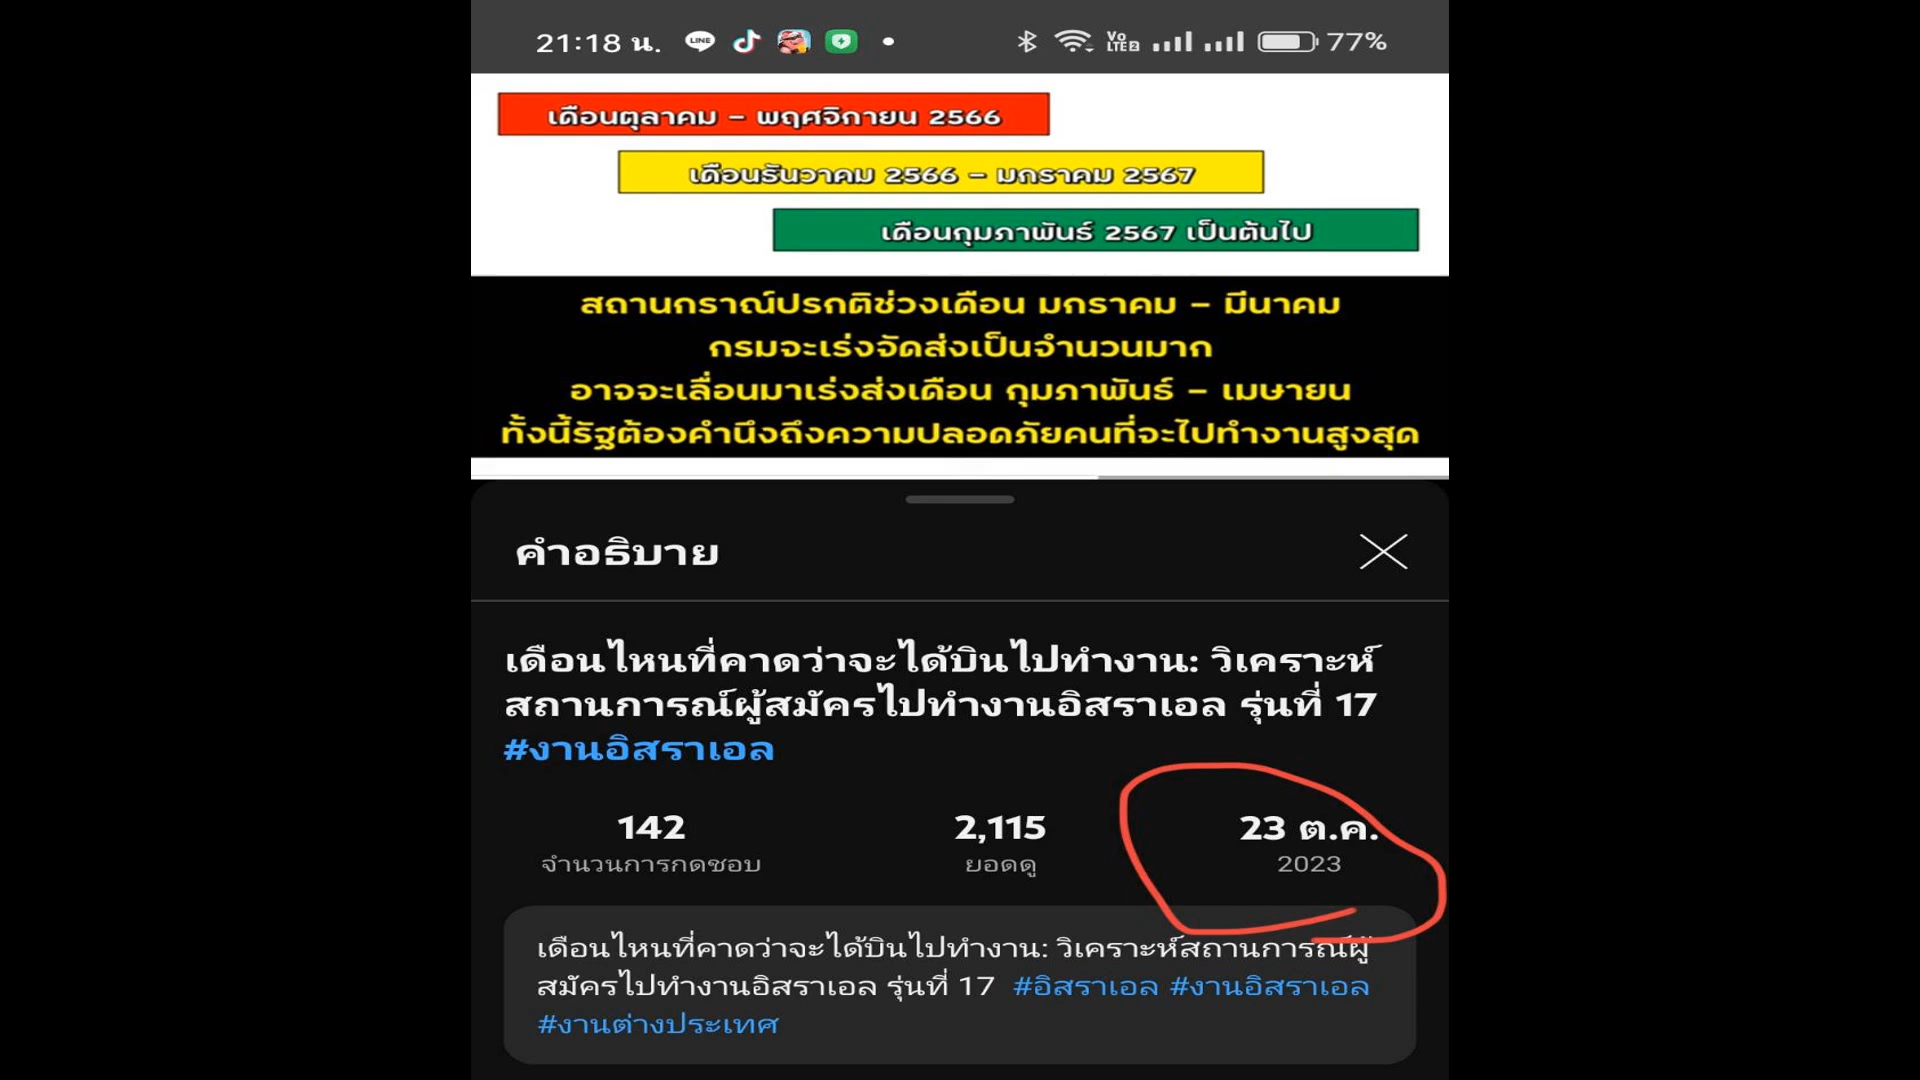 21:18 น. LINE Vo LTE2 77%
เดือนตุลาคม – พฤศจิกายน 2566
เดือนธันวาคม 2566 – มกราคม 2567
เดือนกุมภาพันธ์ 2567 เป็นต้นไป
สถานกราณ์ปรกติช่วงเดือน มกราคม – มีนาคม
กรมจะเร่งจัดส่งเป็นจำนวนมาก
อาจจะเลื่อนมาเร่งส่งเดือน กุมภาพันธ์ – เมษายน
ทั้งนี้รัฐต้องคำนึงถึงความปลอดภัยคนที่จะไปทำงานสูงสุด
คำอธิบาย
เดือนไหนที่คาดว่าจะได้บินไปทำงาน: วิเคราะห์
สถานการณ์ผู้สมัครไปทำงานอิสราเอล รุ่นที่ 17
#งานอิสราเอล
142 2,115 23 ต.ค.
จำนวนการกดชอบ ยอดดู 2023
เดือนไหนที่คาดว่าจะได้บินไปทำงาน: วิเคราะห์สถานการณ์ผู้
สมัครไปทำงานอิสราเอล รุ่นที่ 17 #อิสราเอล #งานอิสราเอล
#งานต่างประเทศ